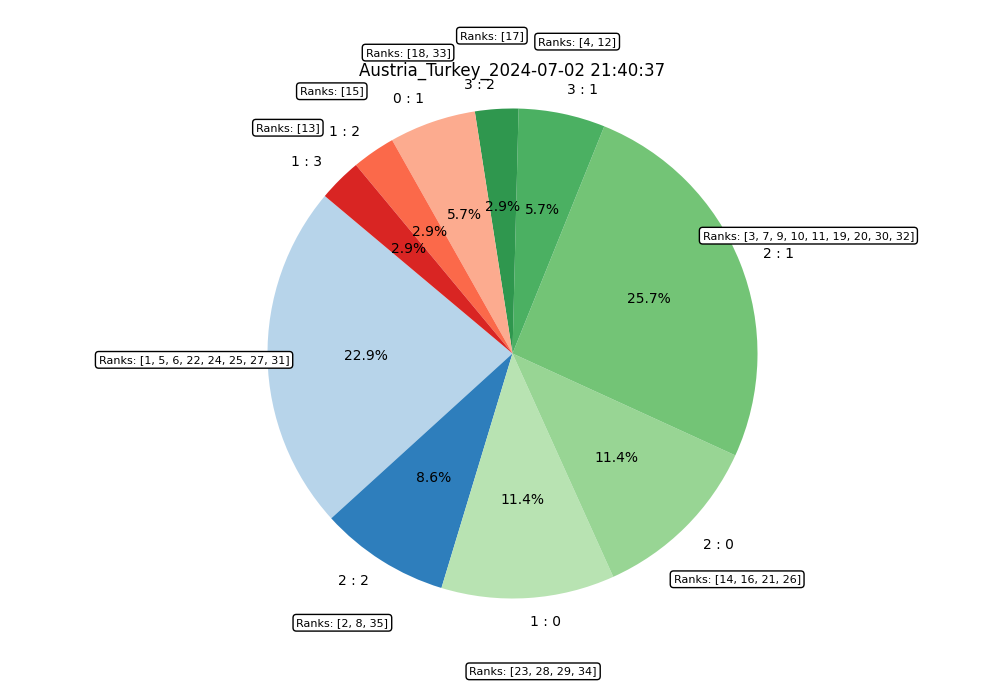 Ranks: [17]
Ranks: [4, 12]
Ranks: [18, 33]
Austria_Turkey_2024-07-02 21:40:37
3 : 2
3 : 1
Ranks: [15]
0 : 1
Ranks: [13]
1 : 2
1 : 3
2.9%
5.7%
5.7%
2.9%
2.9%
Ranks: [3, 7, 9, 10, 11, 19, 20, 30, 32]
2 : 1
25.7%
Ranks: [1, 5, 6, 22, 24, 25, 27, 31]
22.9%
11.4%
8.6%
11.4%
2 : 0
Ranks: [14, 16, 21, 26]
2 : 2
Ranks: [2, 8, 35]
1 : 0
Ranks: [23, 28, 29, 34]